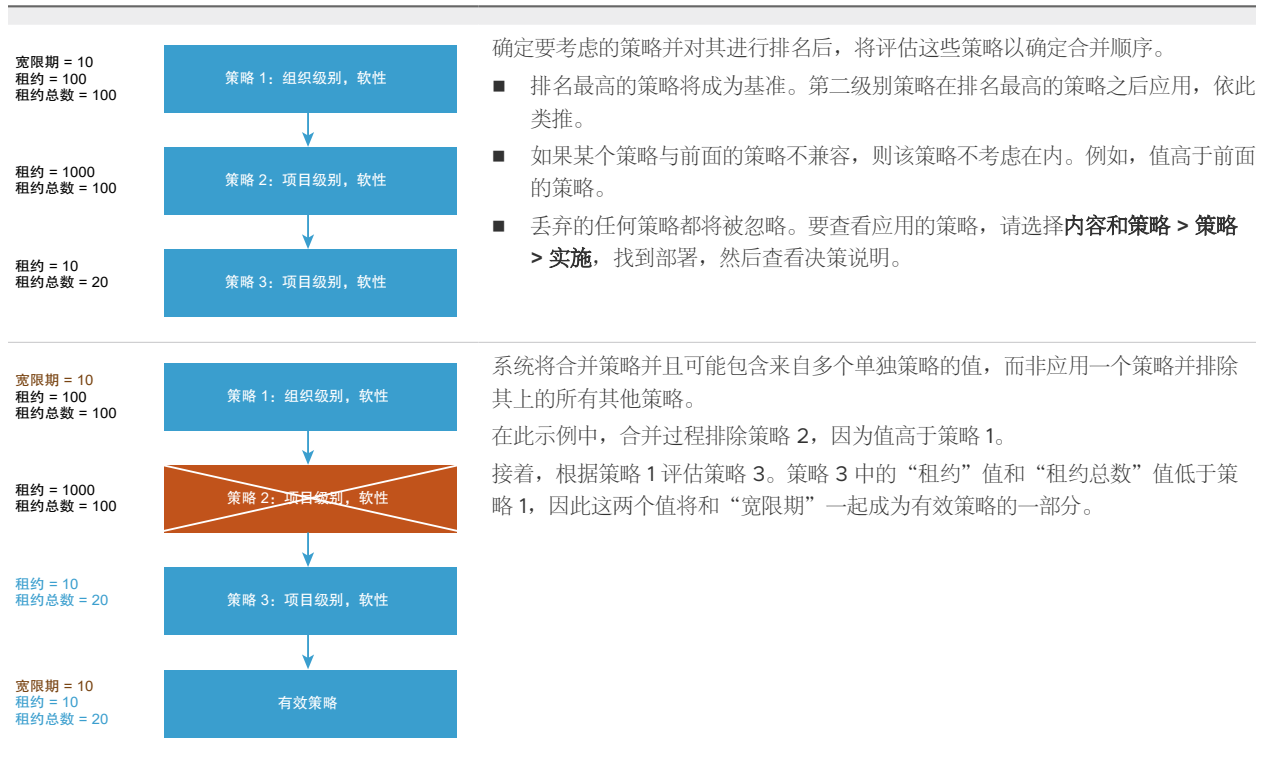 宽限期 = 10
租约 = 100
租约总数 = 100
策略 1：组织级别，软性
租约 = 1000
租约总数 = 100
策略 2：项目级别，软性
租约 = 10
租约总数 = 20
策略 3：项目级别，软性
确定要考虑的策略并对其进行排名后，将评估这些策略以确定合并顺序。
■ 排名最高的策略将成为基准。第二级别策略在排名最高的策略之后应用，依此
类推。
■ 如果某个策略与前面的策略不兼容，则该策略不考虑在内。例如，值高于前面
的策略。
■ 丢弃的任何策略都将被忽略。要查看应用的策略，请选择内容和策略 > 策略
> 实施，找到部署，然后查看决策说明。
宽限期 = 10
租约 = 100
租约总数 = 100
策略 1：组织级别，软性
租约 = 1000
租约总数 = 100
策略 2：项目级别，软性
租约 = 10
租约总数 = 20
策略 3：项目级别，软性
宽限期 = 10
租约 = 10
租约总数 = 20
有效策略
系统将合并策略并且可能包含来自多个单独策略的值，而非应用一个策略并排除
其上的所有其他策略。
在此示例中，合并过程排除策略 2，因为值高于策略 1。
接着，根据策略 1 评估策略 3。策略 3 中的“租约”值和“租约总数”值低于策
略 1，因此这两个值将和“宽限期”一起成为有效策略的一部分。